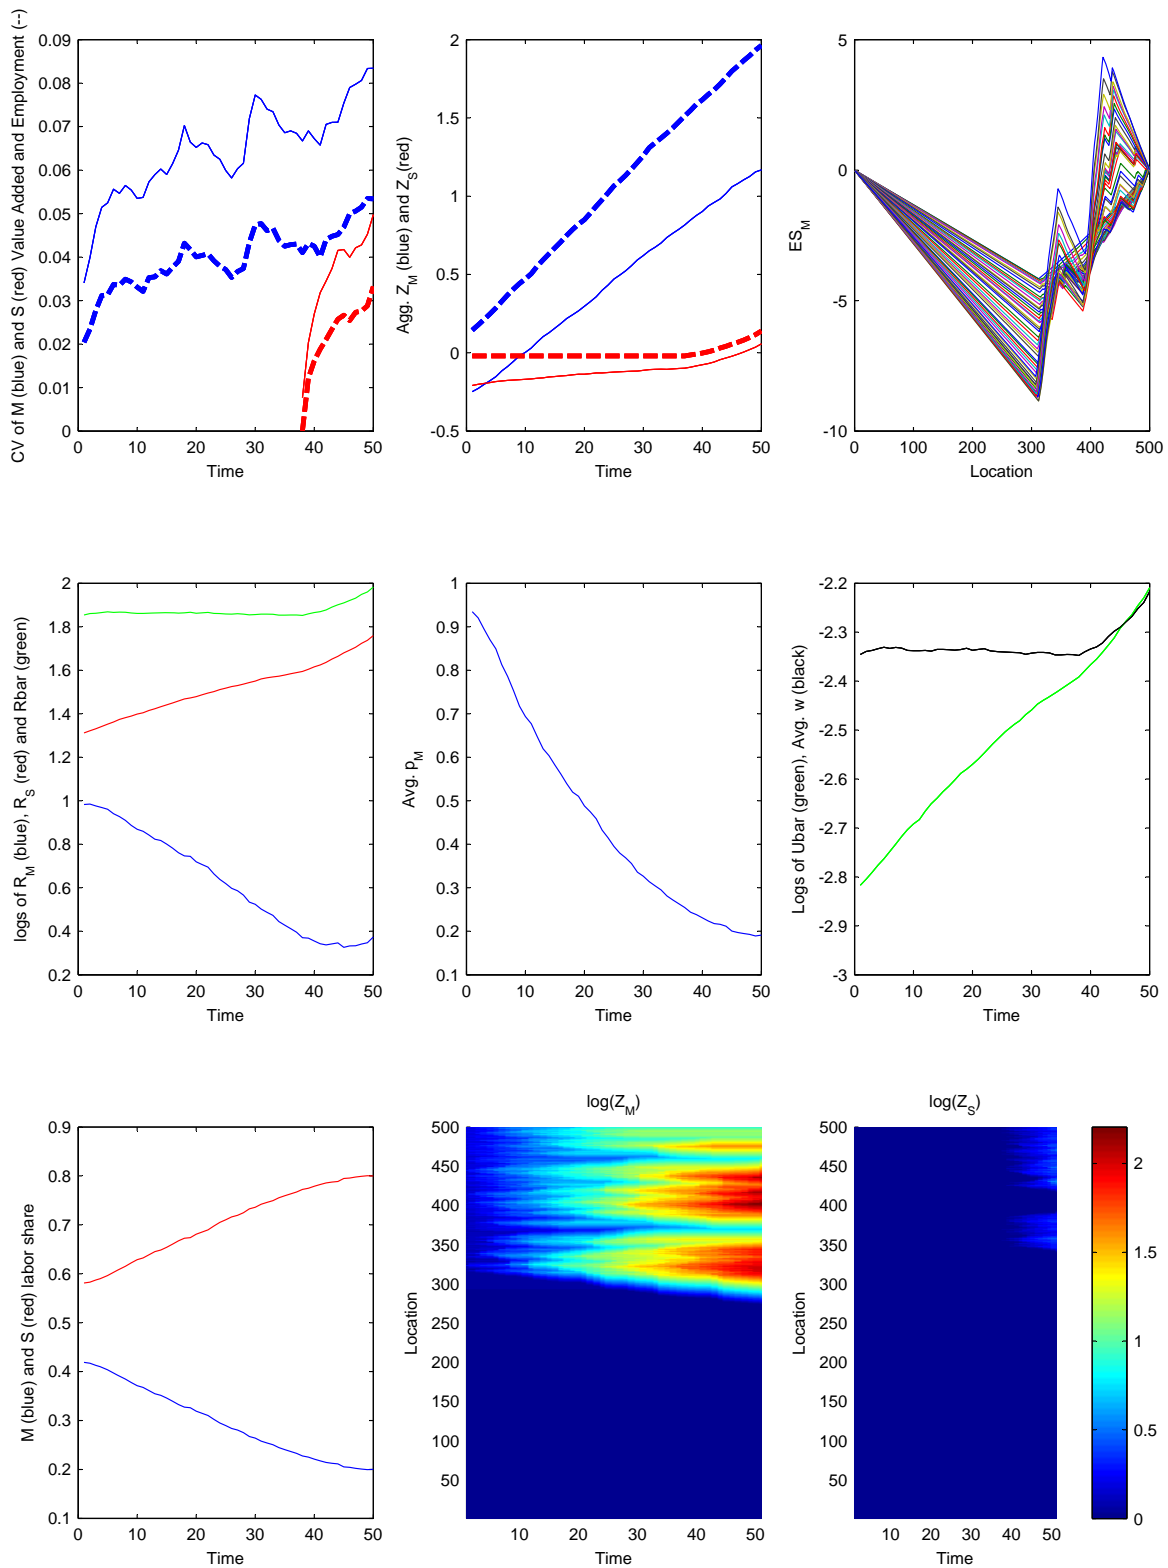 CV of M (blue) and S (red) Value Added and Employment (--)
0.09
0.08
0.07
0.06
0.05
0.04
0.03
0.02
0.01
0
0 10 20 30 40 50
Time
Agg. Z_M (blue) and Z_S(red)
2
1.5
1
0.5
0
-0.5
0 10 20 30 40 50
Time
ES_M
5
0
-5
-10
0 100 200 300 400 500
Location
logs of R_M (blue), R_S (red) and Rbar (green)
2
1.8
1.6
1.4
1.2
1
0.8
0.6
0.4
0.2
0 10 20 30 40 50
Time
Avg. p_M
1
0.9
0.8
0.7
0.6
0.5
0.4
0.3
0.2
0.1
0 10 20 30 40 50
Time
Logs of Ubar (green), Avg. w (black)
-2.2
-2.3
-2.4
-2.5
-2.6
-2.7
-2.8
-2.9
-3
0 10 20 30 40 50
Time
M (blue) and S (red) labor share
0.9
0.8
0.7
0.6
0.5
0.4
0.3
0.2
0.1
0 10 20 30 40 50
Time
log(Z_M)
Location
500
450
400
350
300
250
200
150
100
50
10 20 30 40 50
Time
log(Z_S)
Location
500
450
400
350
300
250
200
150
100
50
10 20 30 40 50
Time
2
1.5
1
0.5
0